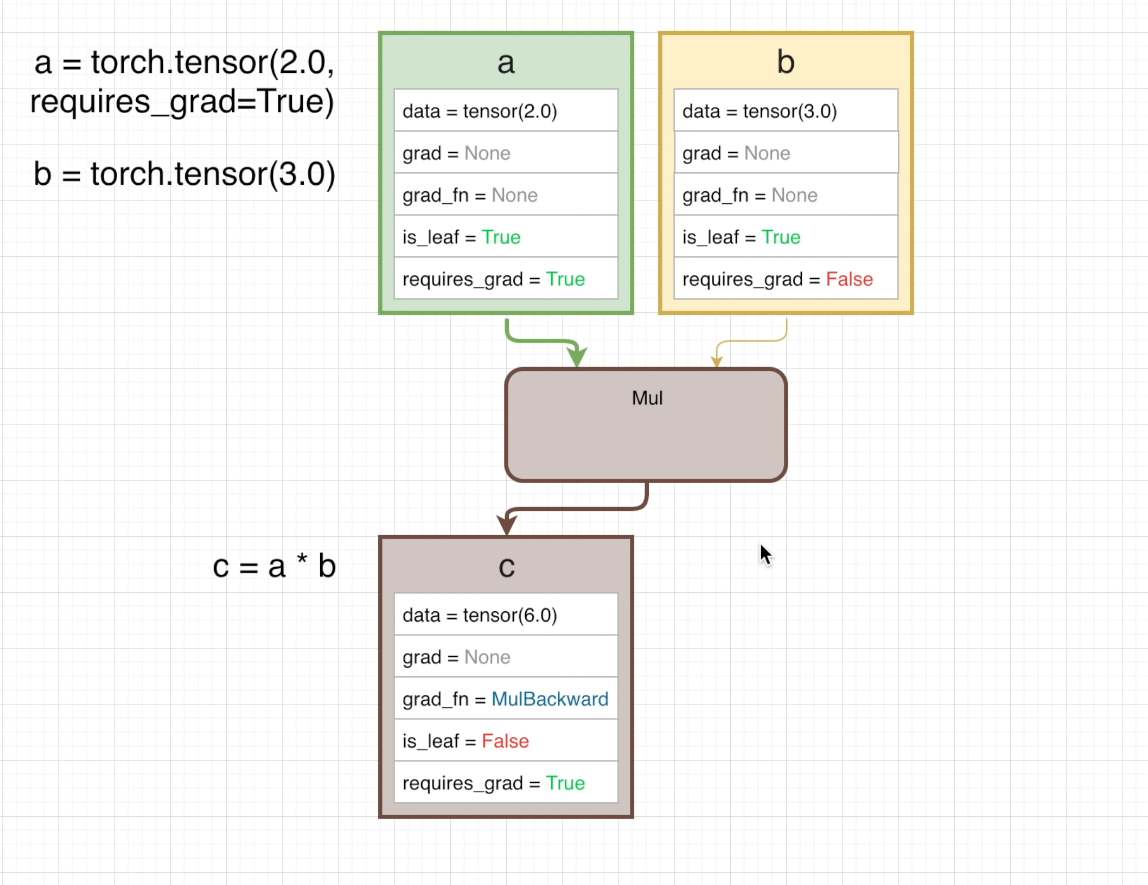 a = torch.tensor(2.0,
requires_grad=True)
b = torch.tensor(3.0)
a
data = tensor(2.0)
grad = None
grad_fn = None
is_leaf = True
requires_grad = True
b
data = tensor(3.0)
grad = None
grad_fn = None
is_leaf = True
requires_grad = False
Mul
c = a * b
c
data = tensor(6.0)
grad = None
grad_fn = MulBackward
is_leaf = False
requires_grad = True